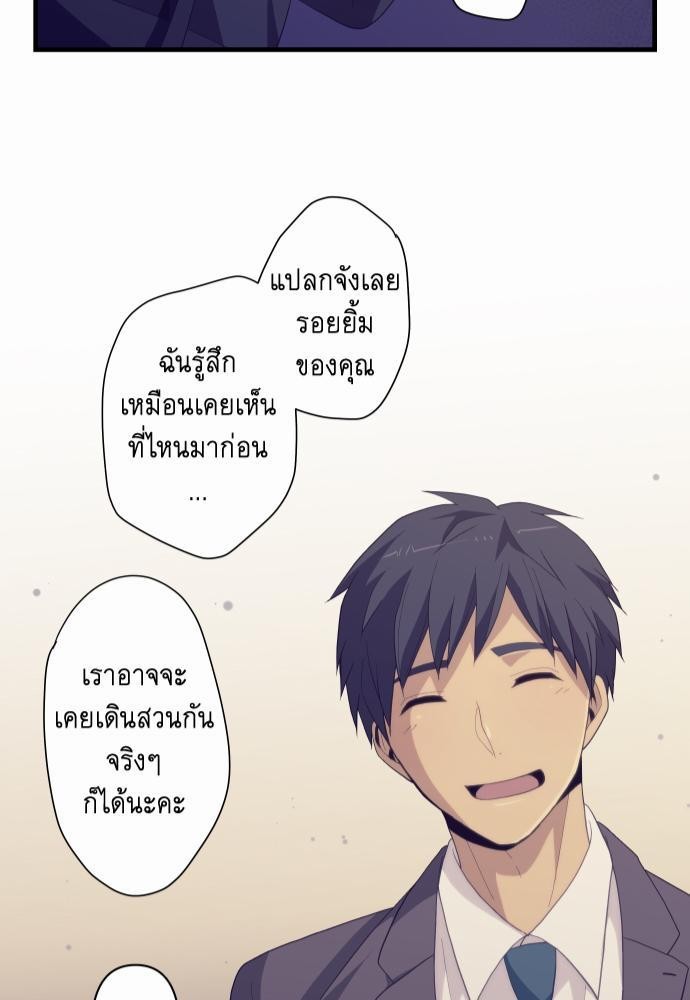 แปลกจังเลย
รอยยิ้ม
ของคุณ
ฉันรู้สึก
เหมือนเคยเห็น
ที่ไหนมาก่อน
...
เราอาจจะ
เคยเดินสวนกัน
จริงๆ
ก็ได้นะคะ